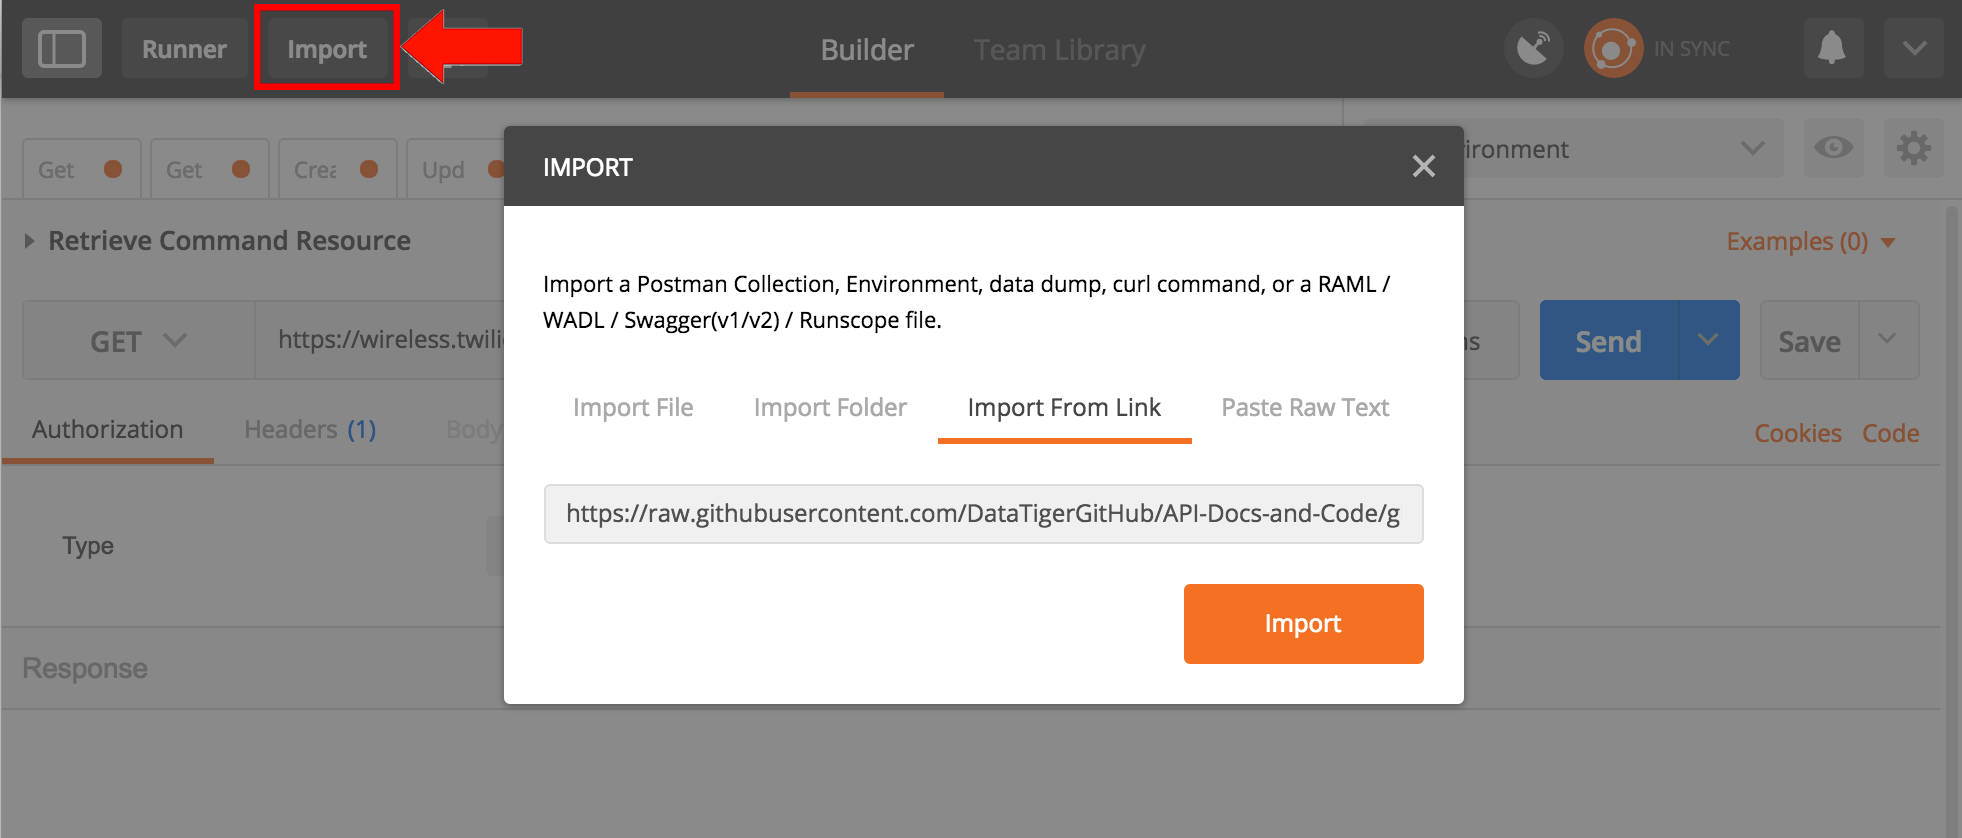 Runner
Import
Builder
Team Library
IN SYNC
Get
Get
Crea
Upd
IMPORT
ironment
Retrieve Command Resource
Examples (0)
Import a Postman Collection, Environment, data dump, curl command, or a RAML /
WADL / Swagger(v1/v2) / Runscope file.
GET
https://wireless.twili
s
Send
Save
Import File
Import Folder
Import From Link
Paste Raw Text
Authorization
Headers (1)
Body
Cookies
Code
https://raw.githubusercontent.com/DataTigerGitHub/API-Docs-and-Code/g
Type
Import
Response